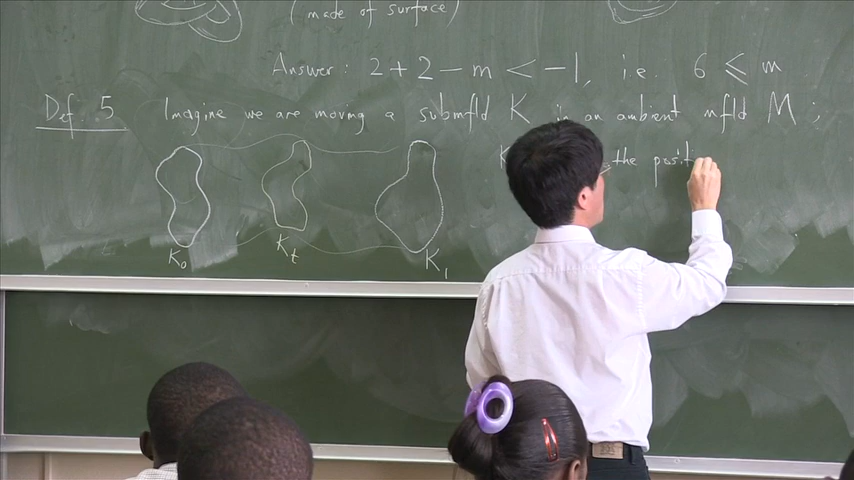 (made of surface)
Answer: 2+2-m < -1, i.e. 6 ≤ m
Def. 5 Imagine we are moving a submfld K in an ambient mfld M;
K the posit
K₀ Kₜ K₁